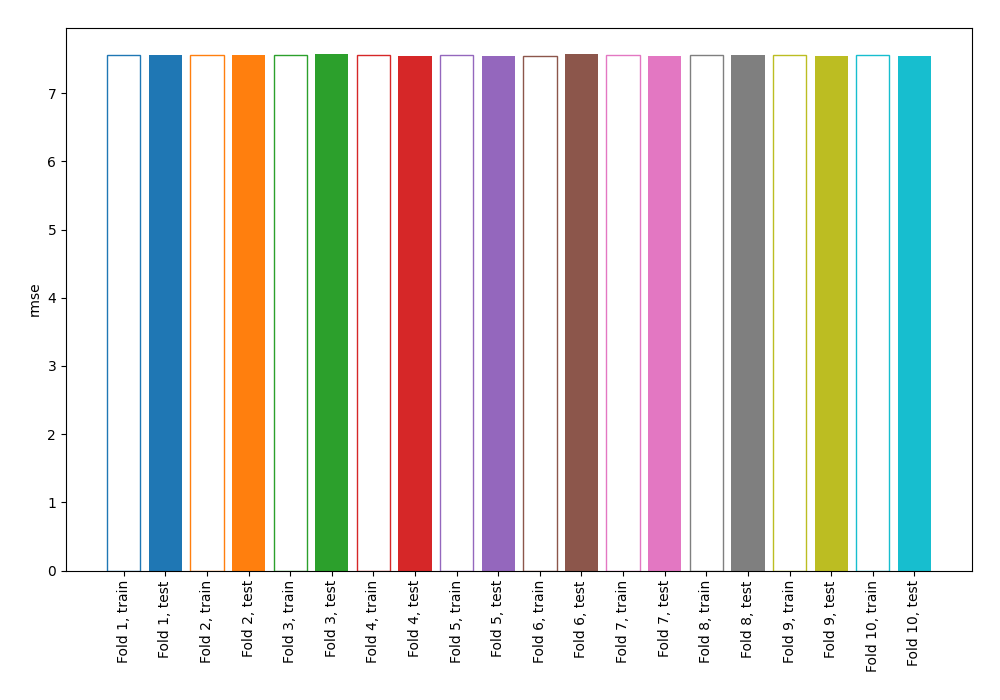 rmse
7
6
5
4
3
2
1
0
Fold 1, train
Fold 1, test
Fold 2, train
Fold 2, test
Fold 3, train
Fold 3, test
Fold 4, train
Fold 4, test
Fold 5, train
Fold 5, test
Fold 6, train
Fold 6, test
Fold 7, train
Fold 7, test
Fold 8, train
Fold 8, test
Fold 9, train
Fold 9, test
Fold 10, train
Fold 10, test